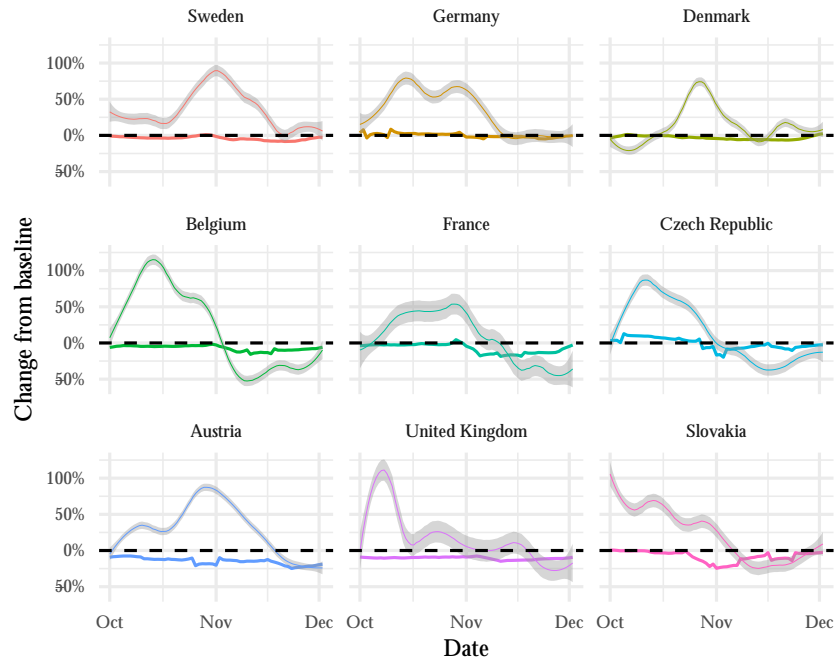 Sweden Germany Denmark
100%
50%
0%
50%
Belgium France Czech Republic
100%
50%
0%
50%
Austria United Kingdom Slovakia
100%
50%
0%
50%
Oct Nov Dec Oct Nov Dec Oct Nov Dec
Date
Change from baseline